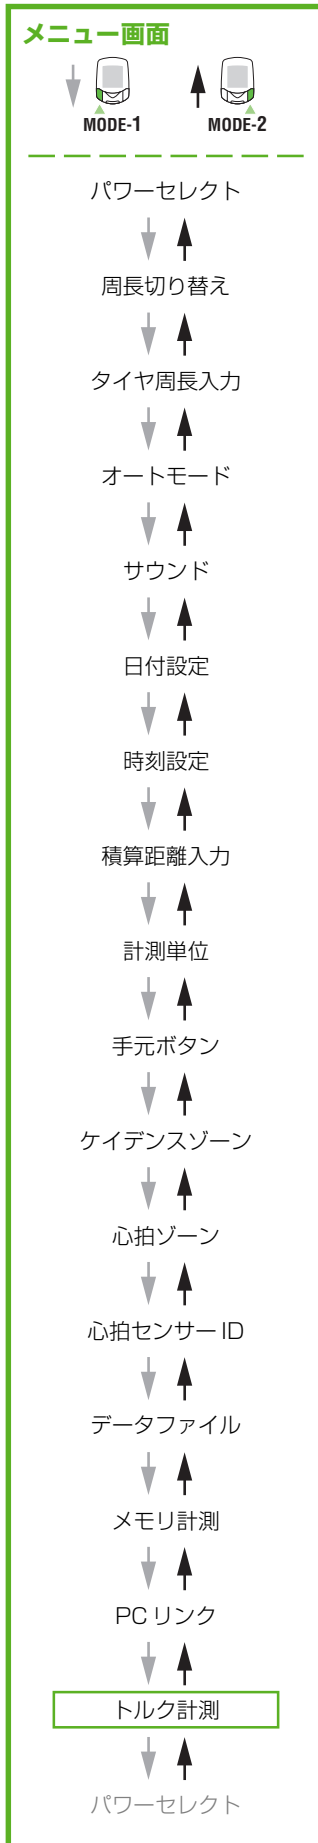 メニュー画面
MODE-1 MODE-2
パワーセレクト
周長切り替え
タイヤ周長入力
オートモード
サウンド
日付設定
時刻設定
積算距離入力
計測単位
手元ボタン
ケイデンスゾーン
心拍ゾーン
心拍センサー ID
データファイル
メモリ計測
PC リンク
トルク計測
パワーセレクト